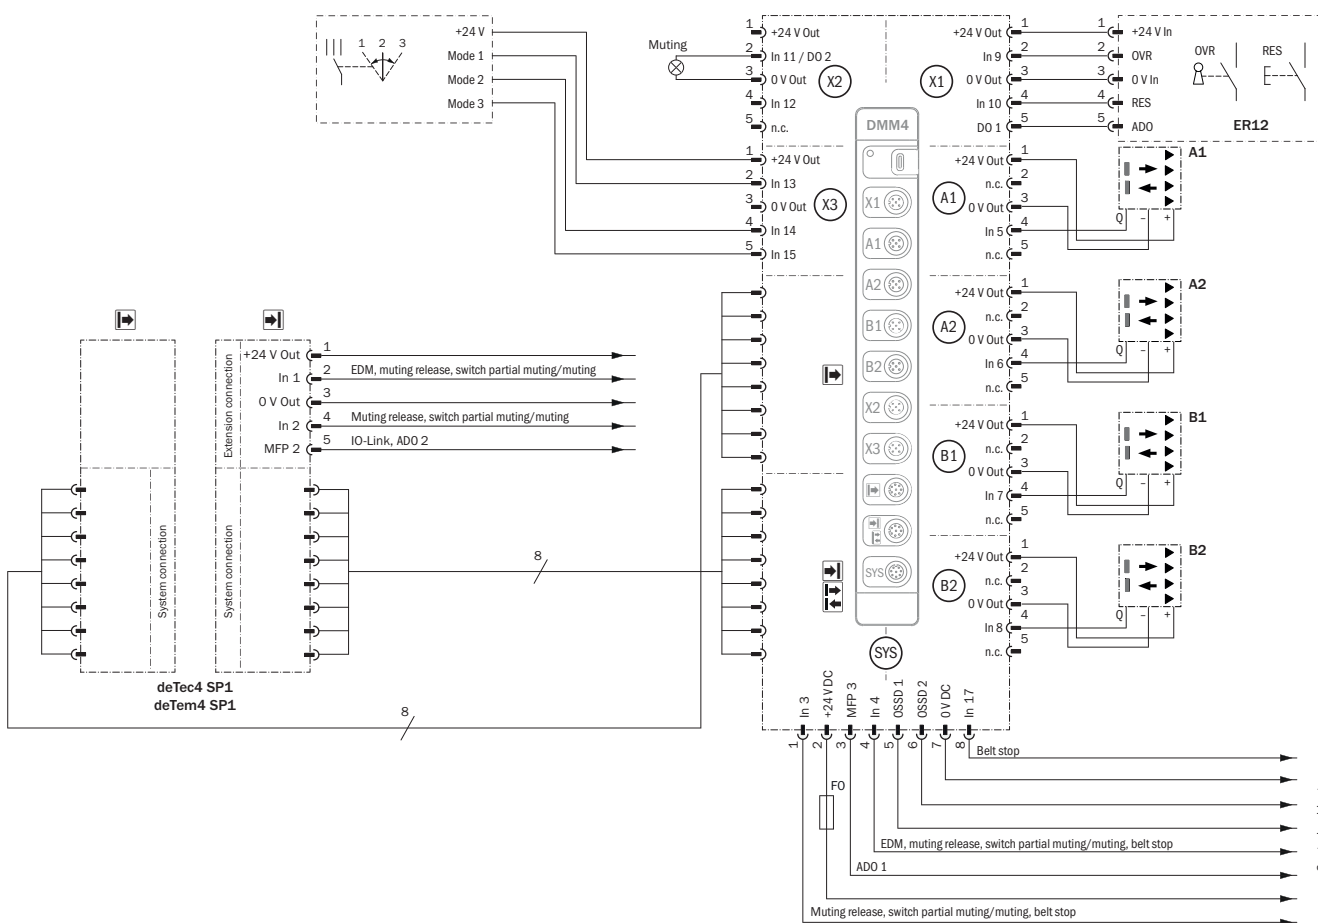 +24 V
1 2 3
Mode 1
Mode 2
Mode 3
Muting
1 +24 V Out
2 In 11 / DO 2
3 0 V Out
4 In 12
5 n.c.
X2
1 +24 V Out
2 In 13
3 0 V Out
4 In 14
5 In 15
X3
+24 V Out 1
In 9 2
0 V Out 3
In 10 4
DO 1 5
X1
1 +24 V In
2 OVR
3 0 V In
4 RES
5 ADO
OVR RES
ER12
DMM4
X1
A1
A2
B1
B2
X2
X3
SYS
SYS
+24 V Out 1
n.c. 2
0 V Out 3
In 5 4
n.c. 5
A1
A1
Q – +
+24 V Out 1
n.c. 2
0 V Out 3
In 6 4
n.c. 5
A2
A2
Q – +
+24 V Out 1
n.c. 2
0 V Out 3
In 7 4
n.c. 5
B1
B1
Q – +
+24 V Out 1
n.c. 2
0 V Out 3
In 8 4
n.c. 5
B2
B2
Q – +
Extension connection
+24 V Out 1
In 1 2 EDM, muting release, switch partial muting/muting
0 V Out 3
In 2 4 Muting release, switch partial muting/muting
MFP 2 5 IO-Link, ADO 2
System connection
System connection
8
8
deTec4 SP1
deTem4 SP1
In 3
+24 V DC
MFP 3
In 4
OSSD 1
OSSD 2
0 V DC
In 17
1 2 3 4 5 6 7 8
Belt stop
F0
EDM, muting release, switch partial muting/muting, belt stop
ADO 1
Muting release, switch partial muting/muting, belt stop